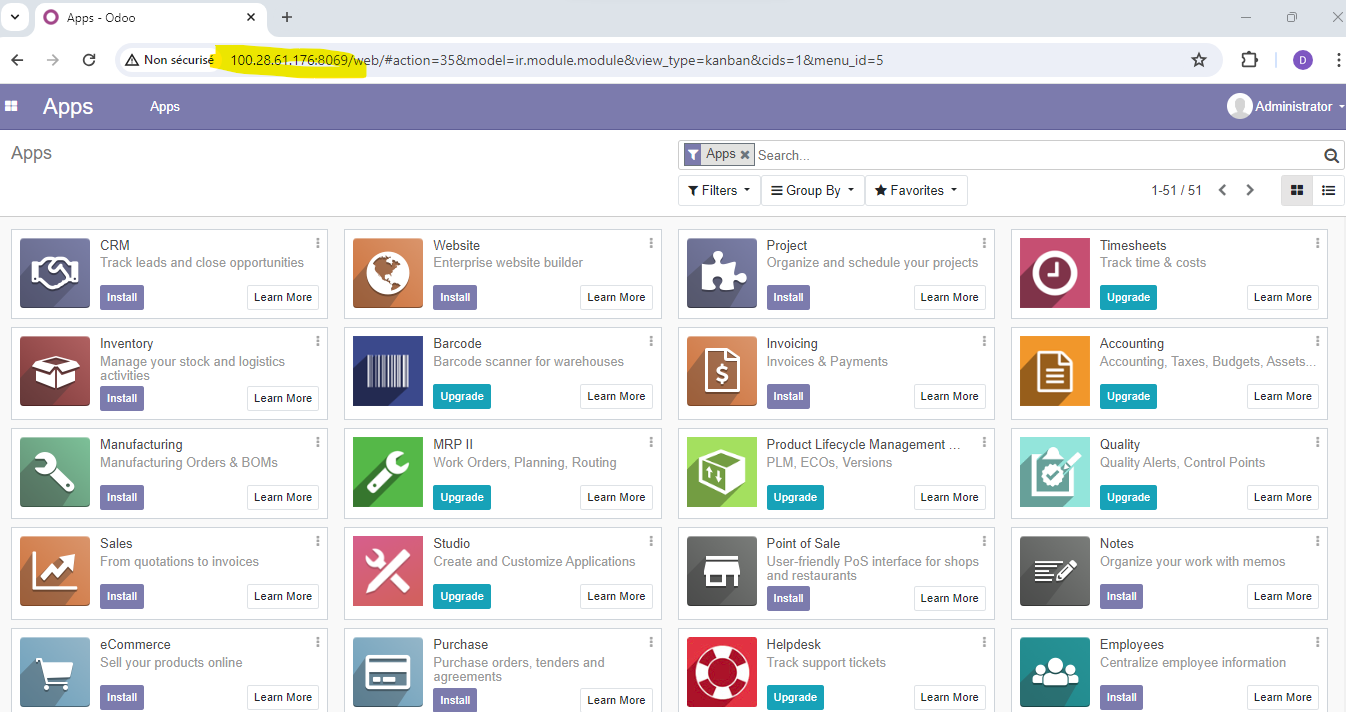 Apps - Odoo
Non sécurisé 100.28.61.176:8069/web/#action=35&model=ir.module.module&view_type=kanban&cids=1&menu_id=5
D
Apps Apps Administrator
Apps
Apps Search...
Filters Group By Favorites 1-51 / 51
CRM
Track leads and close opportunities
Install Learn More
Website
Enterprise website builder
Install Learn More
Project
Organize and schedule your projects
Install Learn More
Timesheets
Track time & costs
Upgrade Learn More
Inventory
Manage your stock and logistics
activities
Install Learn More
Barcode
Barcode scanner for warehouses
Upgrade Learn More
Invoicing
Invoices & Payments
Install Learn More
Accounting
Accounting, Taxes, Budgets, Assets...
Upgrade Learn More
Manufacturing
Manufacturing Orders & BOMs
Install Learn More
MRP II
Work Orders, Planning, Routing
Upgrade Learn More
Product Lifecycle Management ...
PLM, ECOs, Versions
Upgrade Learn More
Quality
Quality Alerts, Control Points
Upgrade Learn More
Sales
From quotations to invoices
Install Learn More
Studio
Create and Customize Applications
Upgrade Learn More
Point of Sale
User-friendly PoS interface for shops
and restaurants
Install Learn More
Notes
Organize your work with memos
Install Learn More
eCommerce
Sell your products online
Install Learn More
Purchase
Purchase orders, tenders and
agreements
Install Learn More
Helpdesk
Track support tickets
Upgrade Learn More
Employees
Centralize employee information
Install Learn More